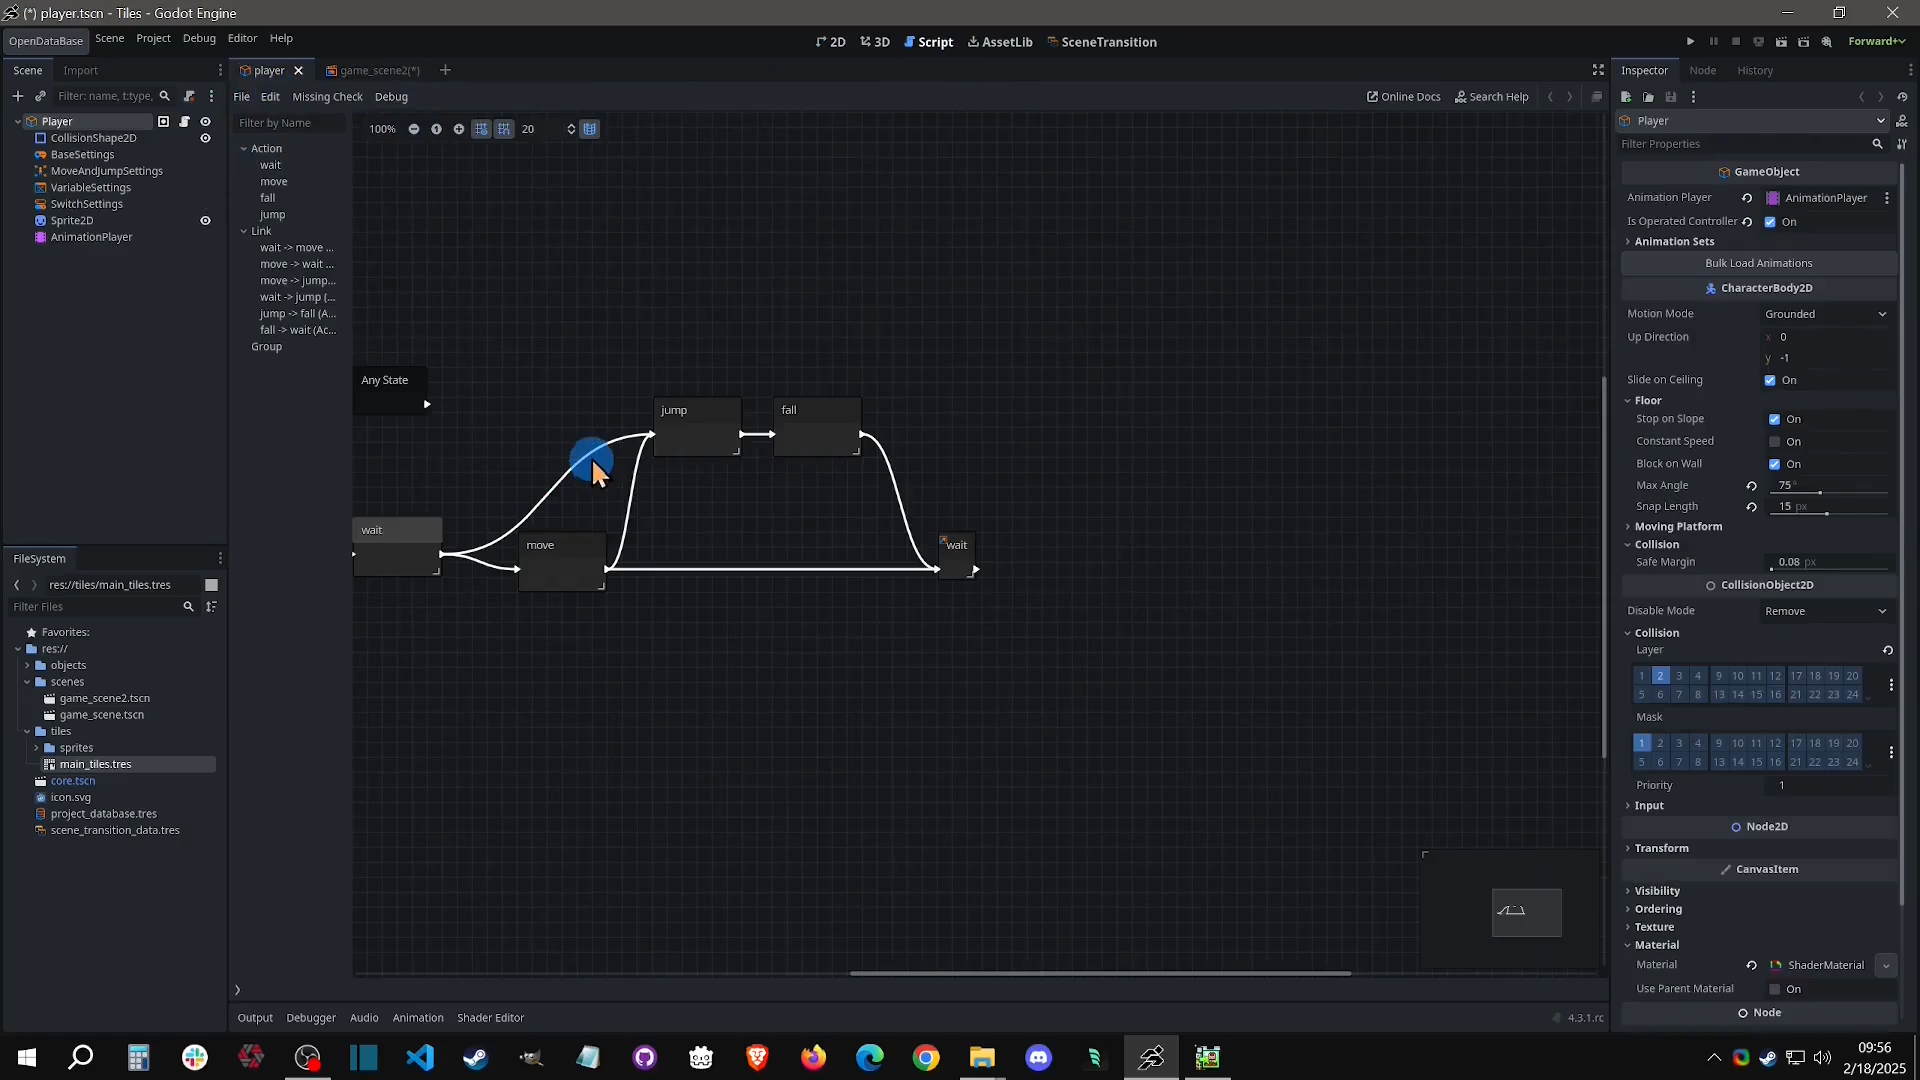 (*) player.tscn - Tiles - Godot Engine
OpenDataBase Scene Project Debug Editor Help
2D 3D Script AssetLib SceneTransition
Forward+
Scene Import
Filter: name, t:type,
Player
CollisionShape2D
BaseSettings
MoveAndJumpSettings
VariableSettings
SwitchSettings
Sprite2D
AnimationPlayer
FileSystem
res://tiles/main_tiles.tres
Filter Files
Favorites:
res://
objects
scenes
game_scene2.tscn
game_scene.tscn
tiles
sprites
main_tiles.tres
core.tscn
icon.svg
project_database.tres
scene_transition_data.tres
player game_scene2(*)
File Edit Missing Check Debug
Online Docs Search Help
Filter by Name
Action
wait
move
fall
jump
Link
wait -> move ...
move -> wait ...
move -> jump...
wait -> jump (...
jump -> fall (A...
fall -> wait (Ac...
Group
100% 20
Any State
jump
fall
wait
move
wait
Output Debugger Audio Animation Shader Editor
4.3.1.rc
Inspector Node History
Player
Filter Properties
GameObject
Animation Player AnimationPlayer
Is Operated Controller On
Animation Sets
Bulk Load Animations
CharacterBody2D
Motion Mode Grounded
Up Direction x 0
y -1
Slide on Ceiling On
Floor
Stop on Slope On
Constant Speed On
Block on Wall On
Max Angle 75°
Snap Length 15 px
Moving Platform
Collision
Safe Margin 0.08 px
CollisionObject2D
Disable Mode Remove
Collision
Layer
1 2 3 4 9 10 11 12 17 18 19 20
5 6 7 8 13 14 15 16 21 22 23 24
Mask
1 2 3 4 9 10 11 12 17 18 19 20
5 6 7 8 13 14 15 16 21 22 23 24
Priority 1
Input
Node2D
Transform
CanvasItem
Visibility
Ordering
Texture
Material
Material ShaderMaterial
Use Parent Material On
Node
09:56
2/18/2025